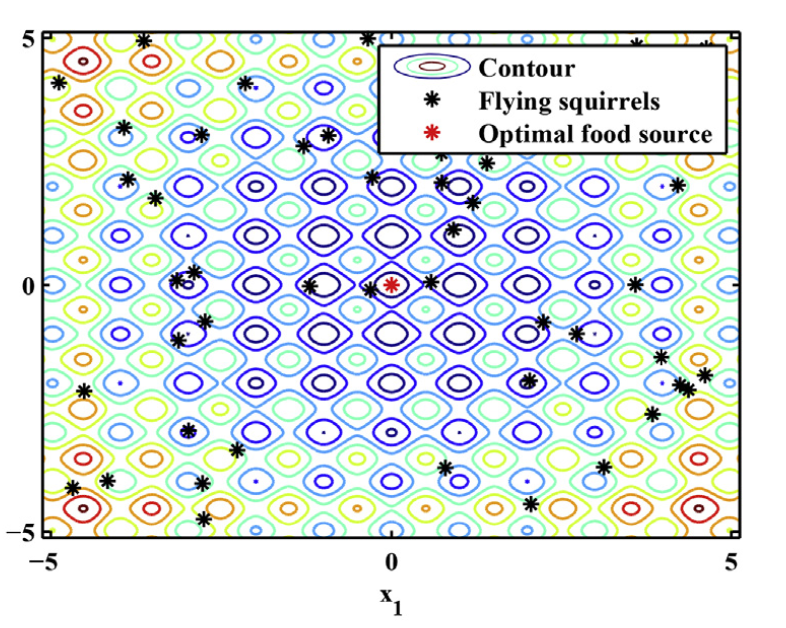 5
Contour
Flying squirrels
Optimal food source
0
−5
−5 0 5
x1